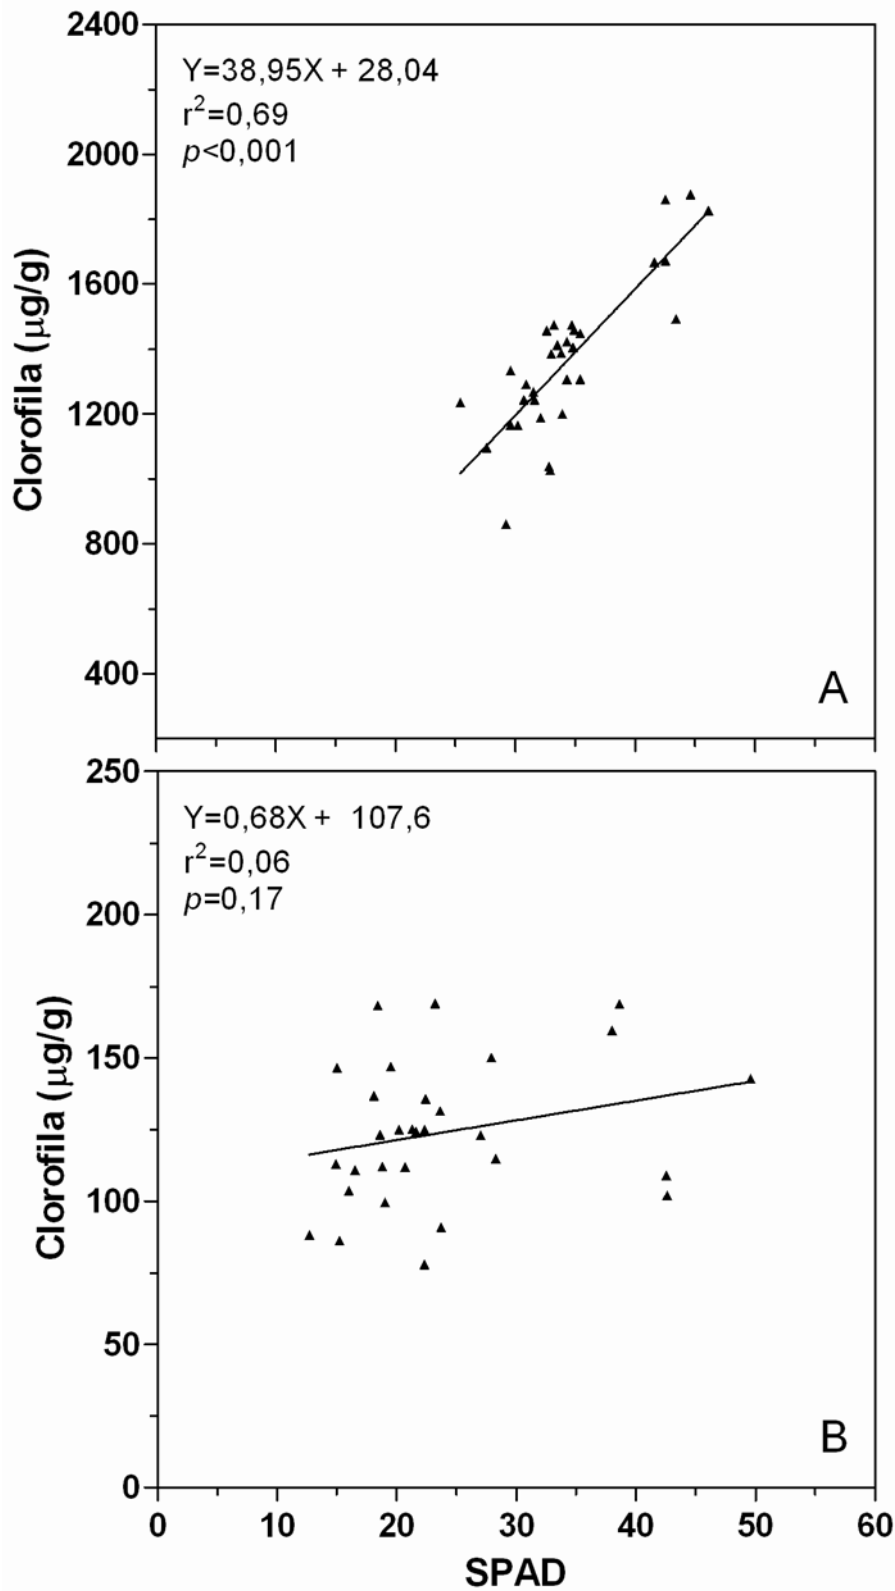 2400
Y=38,95X + 28,04
r²=0,69
p<0,001
2000
1600
1200
800
400
Clorofila (µg/g)
A
250
Y=0,68X + 107,6
r²=0,06
p=0,17
200
150
100
50
0
Clorofila (µg/g)
B
0 10 20 30 40 50 60
SPAD